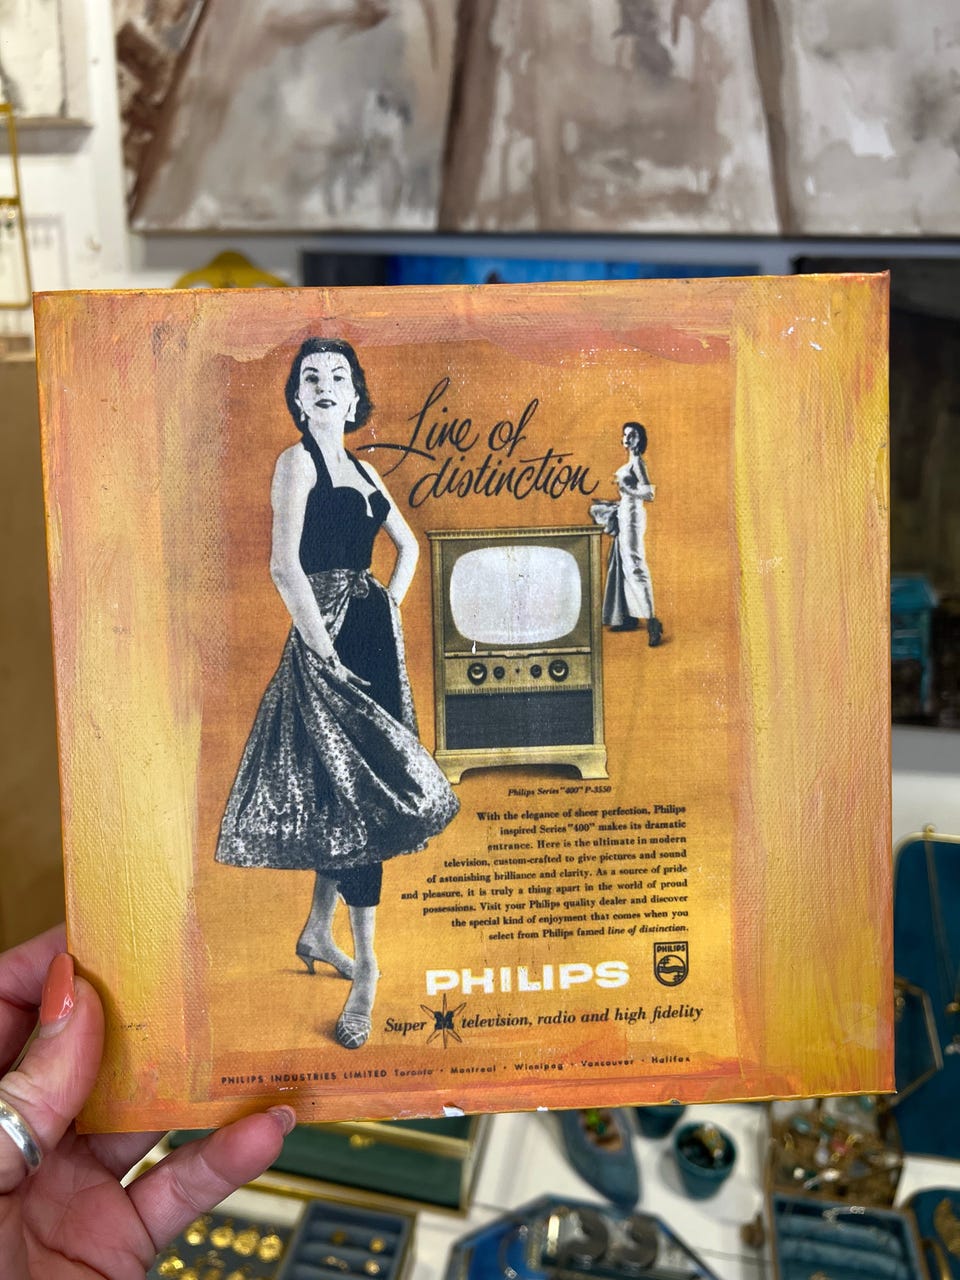 Line of
distinction
Philips Series "400" P-3550
With the elegance of sheer perfection, Philips
inspired Series "400" makes its dramatic
entrance. Here is the ultimate in modern
television, custom-crafted to give pictures and sound
of astonishing brilliance and clarity. As a source of pride
and pleasure, it is truly a thing apart in the world of proud
possessions. Visit your Philips quality dealer and discover
the special kind of enjoyment that comes when you
select from Philips famed line of distinction.
PHILIPS
PHILIPS
Super M television, radio and high fidelity
PHILIPS INDUSTRIES LIMITED Toronto · Montreal · Winnipeg · Vancouver · Halifax